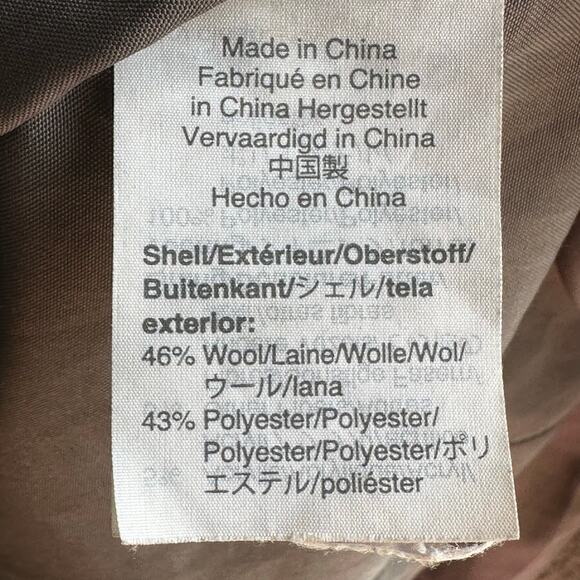 Made in China
Fabriqué en Chine
in China Hergestellt
Vervaardigd in China
中国製
Hecho en China
Shell/Extérieur/Oberstoff/
Buitenkant/シェル/tela
exterior:
46% Wool/Laine/Wolle/Wol/
ウール/lana
43% Polyester/Polyester/
Polyester/Polyester/ポリ
エステル/poliéster